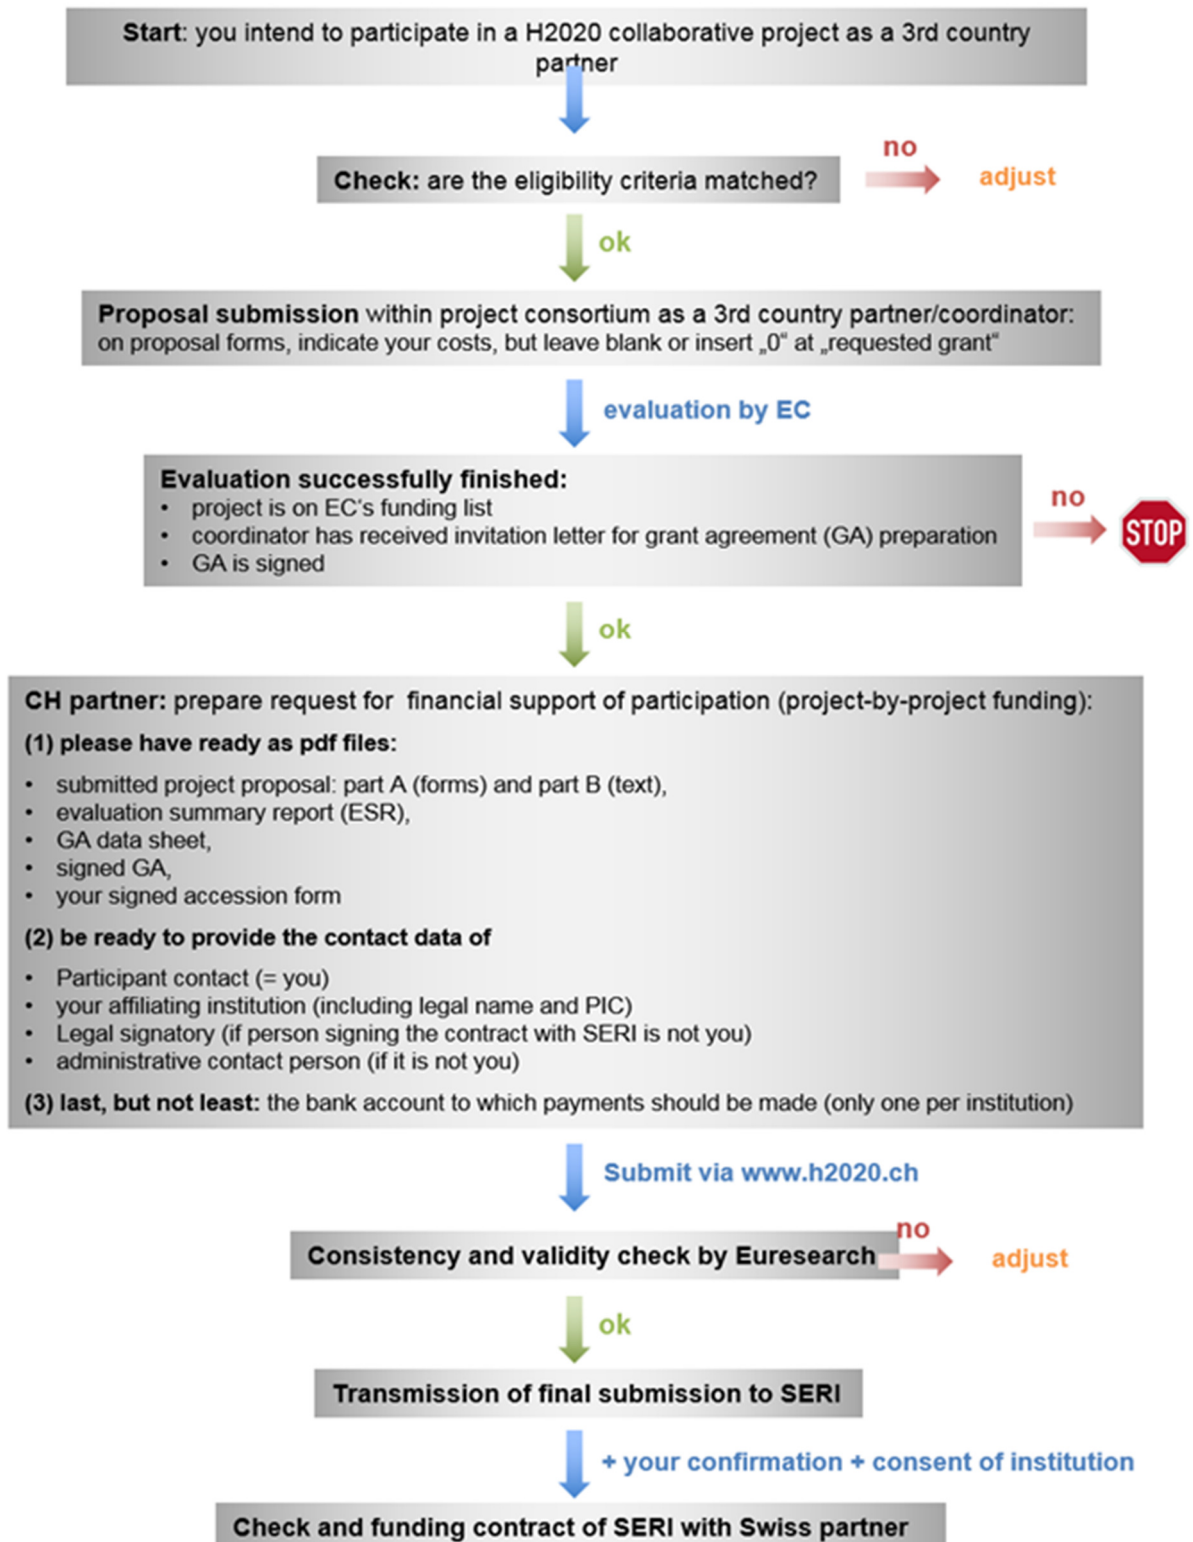 Start: you intend to participate in a H2020 collaborative project as a 3rd country
partner
no
Check: are the eligibility criteria matched?
adjust
ok
Proposal submission within project consortium as a 3rd country partner/coordinator:
on proposal forms, indicate your costs, but leave blank or insert „0“ at „requested grant“
evaluation by EC
Evaluation successfully finished:
• project is on EC‘s funding list
• coordinator has received invitation letter for grant agreement (GA) preparation
• GA is signed
no
STOP
ok
CH partner: prepare request for financial support of participation (project-by-project funding):
(1) please have ready as pdf files:
• submitted project proposal: part A (forms) and part B (text),
• evaluation summary report (ESR),
• GA data sheet,
• signed GA,
• your signed accession form
(2) be ready to provide the contact data of
• Participant contact (= you)
• your affiliating institution (including legal name and PIC)
• Legal signatory (if person signing the contract with SERI is not you)
• administrative contact person (if it is not you)
(3) last, but not least: the bank account to which payments should be made (only one per institution)
Submit via www.h2020.ch
no
Consistency and validity check by Euresearch
adjust
ok
Transmission of final submission to SERI
+ your confirmation + consent of institution
Check and funding contract of SERI with Swiss partner